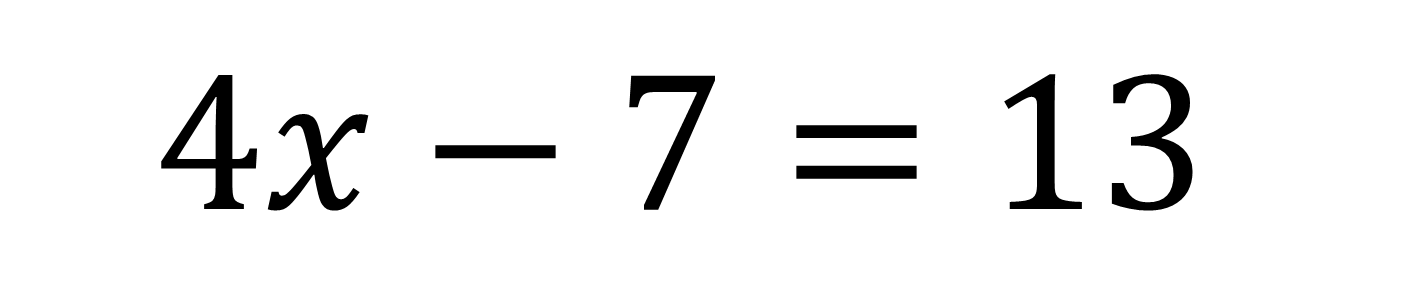 4x − 7 = 13